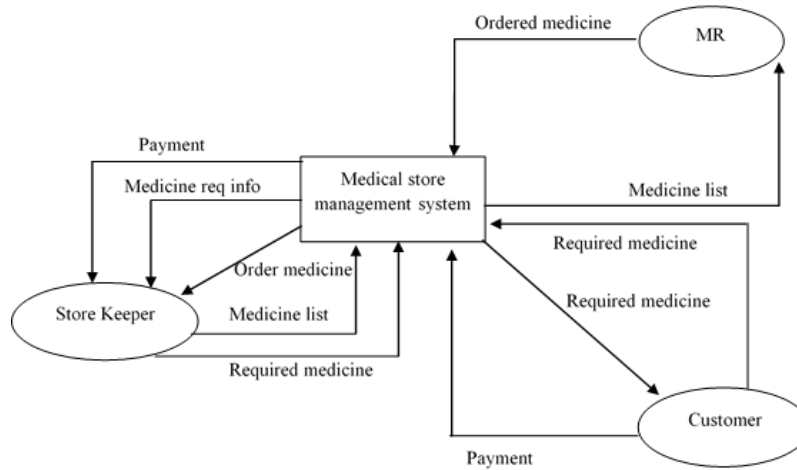 Ordered medicine
MR
Payment
Medical store
management system
Medicine req info
Medicine list
Required medicine
Order medicine
Required medicine
Store Keeper
Medicine list
Required medicine
Customer
Payment